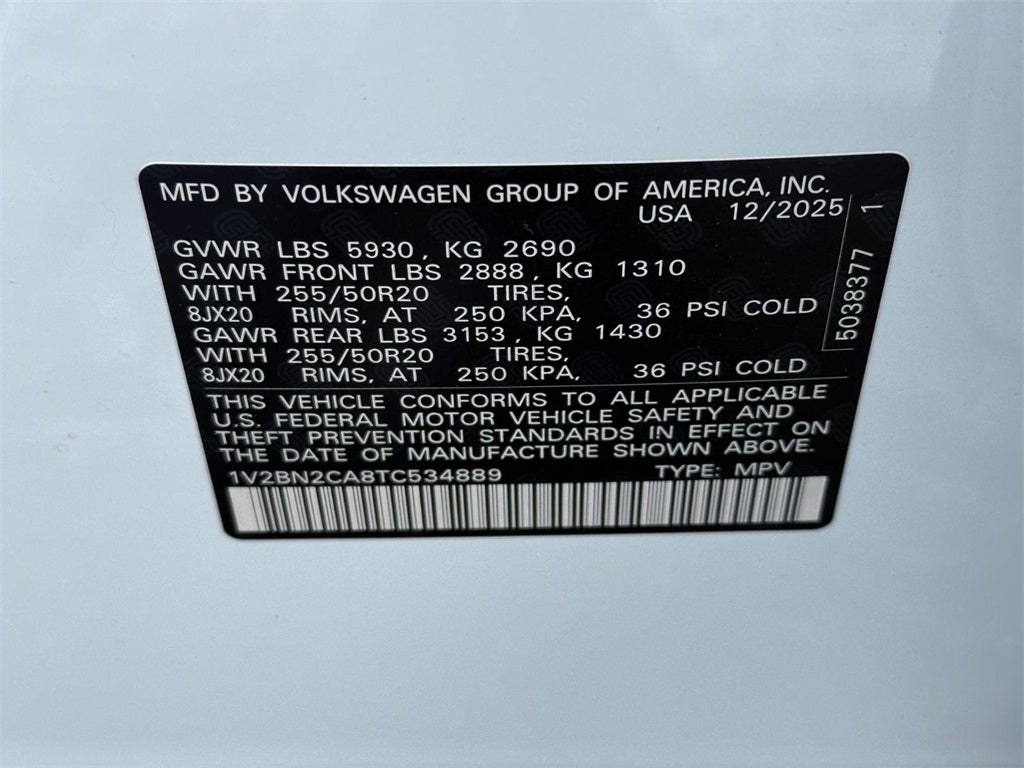 MFD BY VOLKSWAGEN GROUP OF AMERICA, INC.
USA 12/2025
GVWR LBS 5930, KG 2690
GAWR FRONT LBS 2888, KG 1310
WITH 255/50R20 TIRES,
8JX20 RIMS, AT 250 KPA, 36 PSI COLD
GAWR REAR LBS 3153, KG 1430
WITH 255/50R20 TIRES,
8JX20 RIMS, AT 250 KPA, 36 PSI COLD
THIS VEHICLE CONFORMS TO ALL APPLICABLE
U.S. FEDERAL MOTOR VEHICLE SAFETY AND
THEFT PREVENTION STANDARDS IN EFFECT ON
THE DATE OF MANUFACTURE SHOWN ABOVE.
1V2BN2CA8TC534889 TYPE: MPV
5038377 1